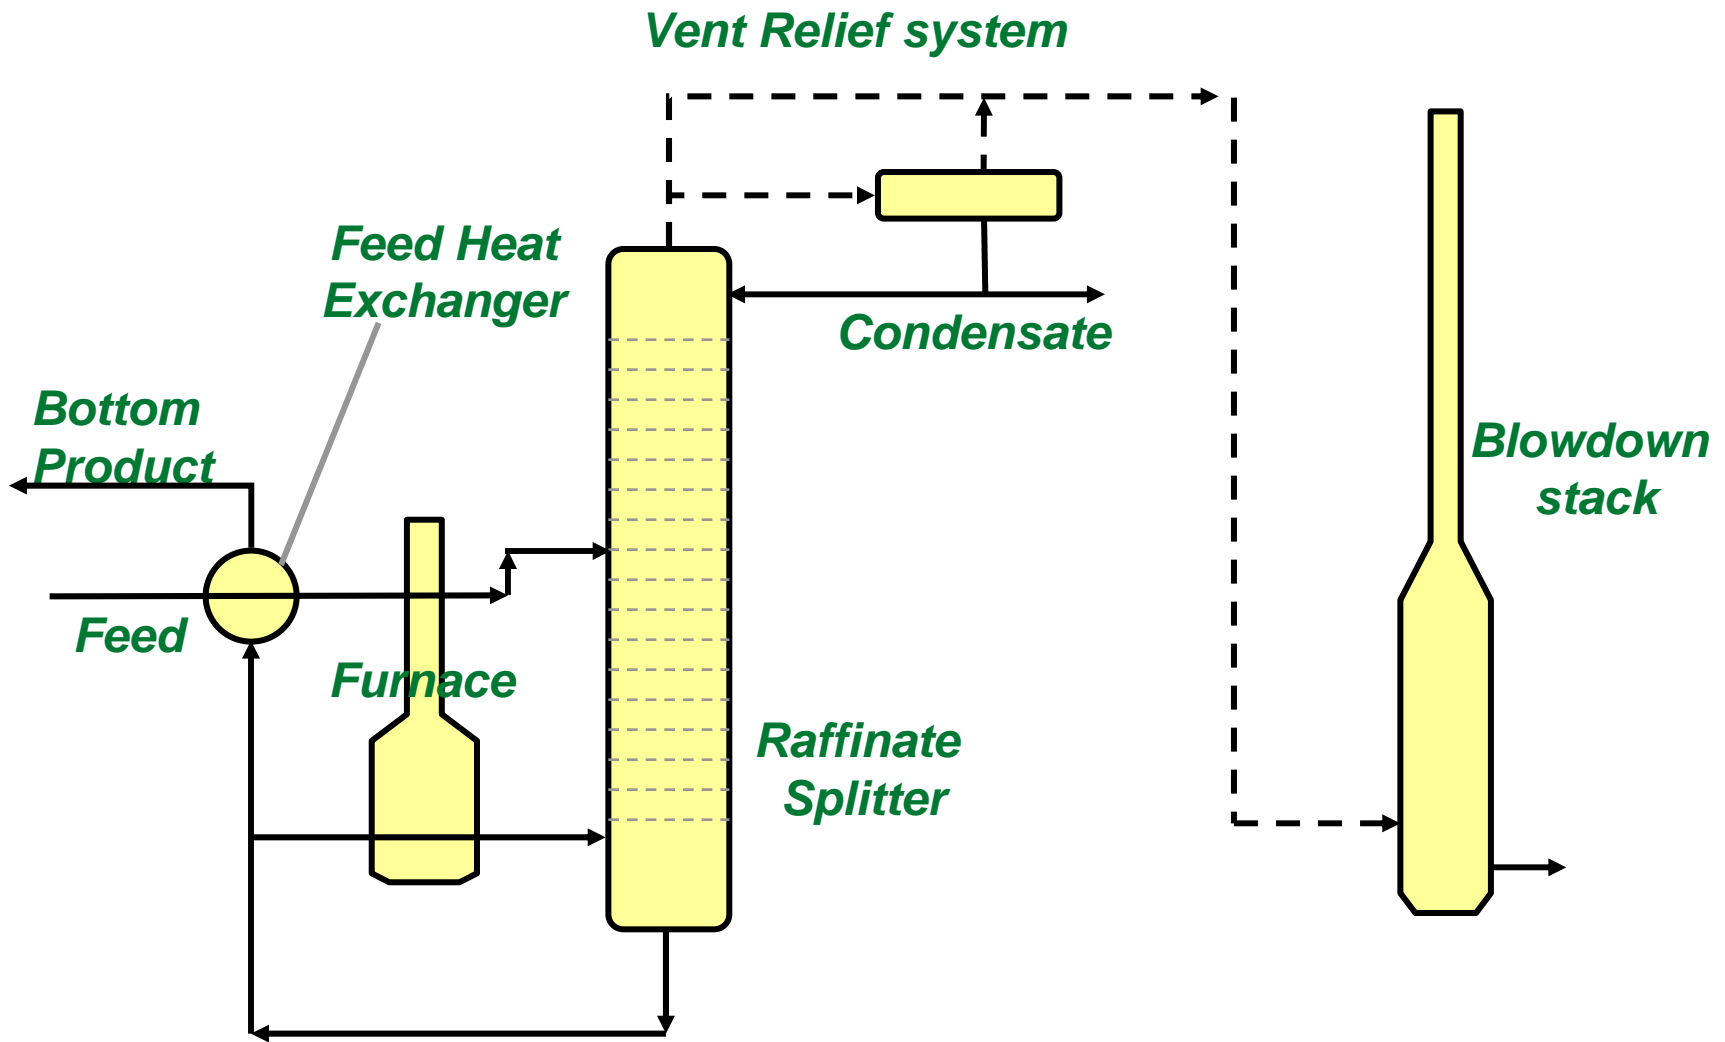 Vent Relief system
Feed Heat
Exchanger
Condensate
Bottom
Product
Blowdown
stack
Feed
Furnace
Raffinate
Splitter